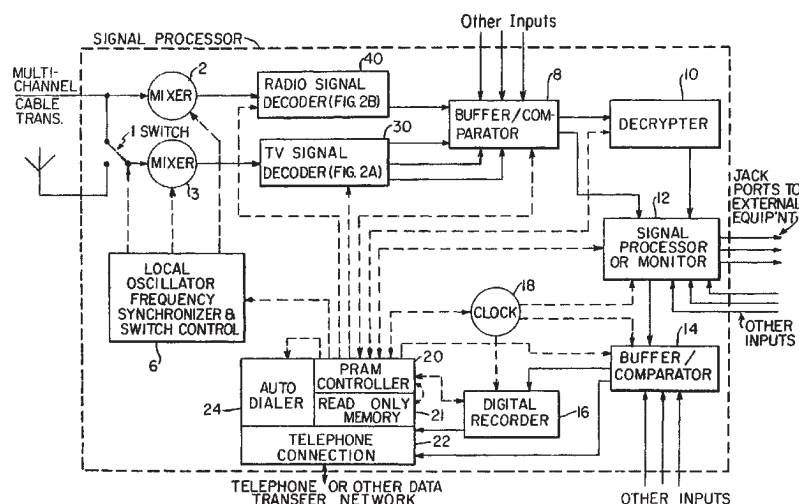 Other Inputs
SIGNAL PROCESSOR
MULTI-
CHANNEL
CABLE
TRANS.
1 SWITCH
2
MIXER
3
MIXER
40
RADIO SIGNAL
DECODER (FIG. 2B)
30
TV SIGNAL
DECODER (FIG. 2A)
8
BUFFER/COM-
PARATOR
10
DECRYPTER
JACK
PORTS TO
EXTERNAL
EQUIP'NT.
12
SIGNAL
PROCESSOR
OR MONITOR
LOCAL
OSCILLATOR
FREQUENCY
SYNCHRONIZER &
SWITCH CONTROL
6
18
CLOCK
OTHER
INPUTS
14
BUFFER/
COMPARATOR
20
PRAM
CONTROLLER
AUTO
DIALER
24
READ ONLY
MEMORY
21
DIGITAL
RECORDER
16
TELEPHONE
CONNECTION
22
TELEPHONE OR OTHER DATA
TRANSFER NETWORK
OTHER INPUTS